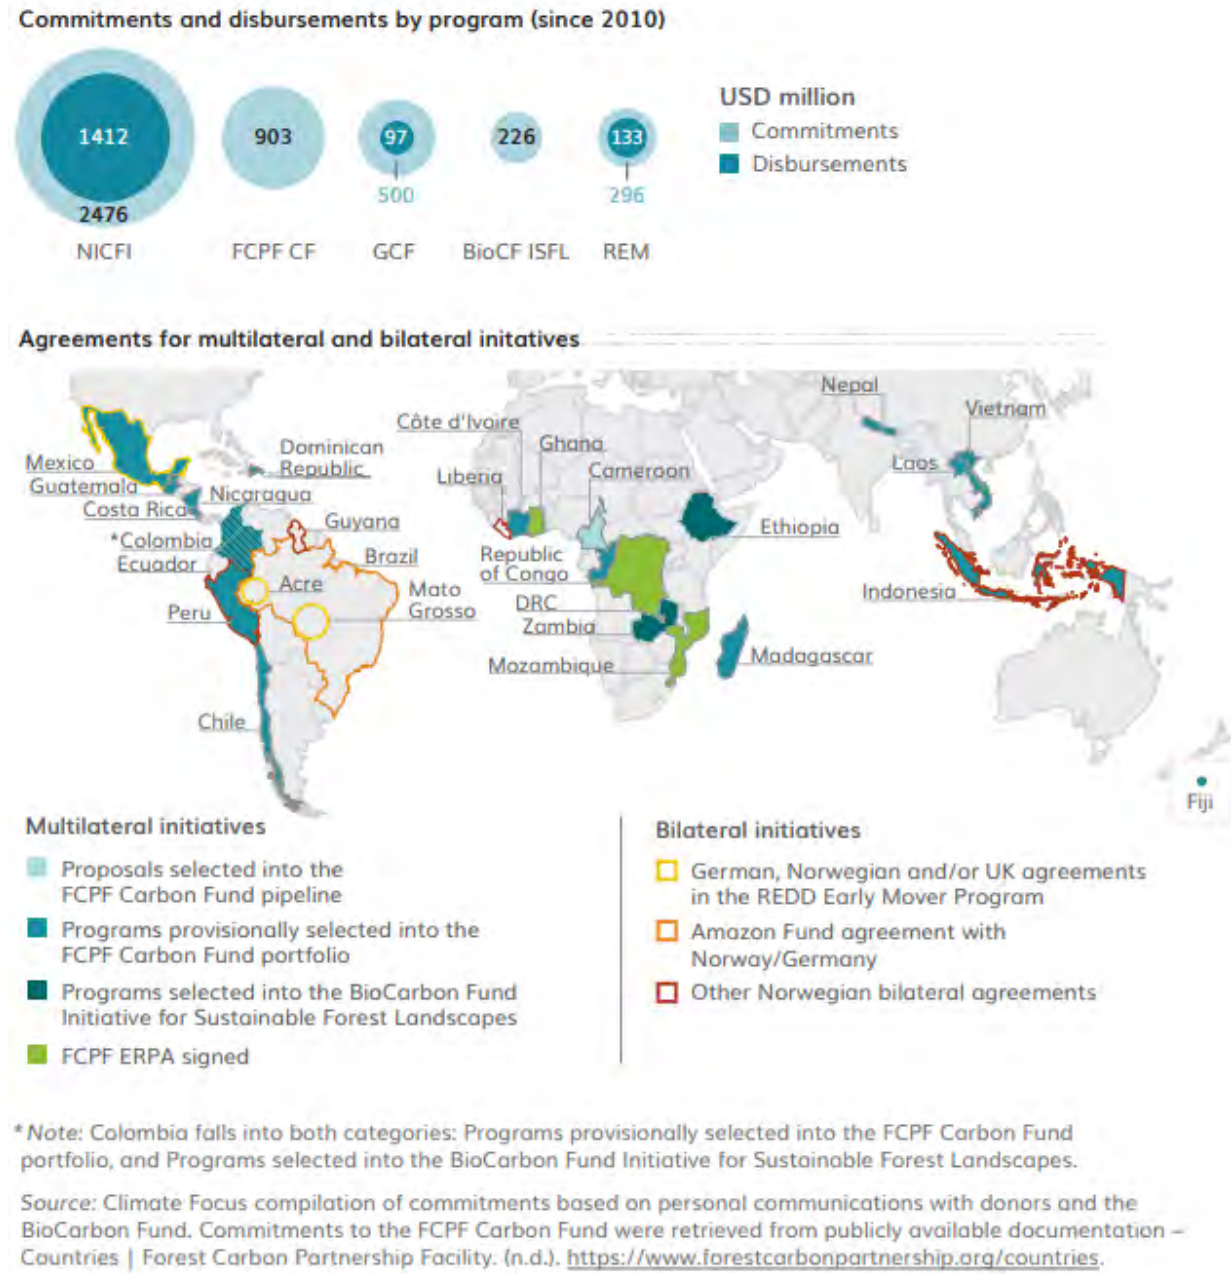 Commitments and disbursements by program (since 2010)
1412
2476
NICFI
903
FCPF CF
97
500
GCF
226
BioCF ISFL
133
296
REM
USD million
Commitments
Disbursements
Agreements for multilateral and bilateral initatives
Mexico
Guatemala
Costa Rica
*Colombia
Ecuador
Peru
Chile
Dominican
Republic
Nicaragua
Guyana
Brazil
Acre
Mato
Grosso
Côte d'Ivoire
Ghana
Liberia
Cameroon
Ethiopia
Republic
of Congo
DRC
Zambia
Mozambique
Madagascar
Nepal
Vietnam
Laos
Indonesia
Fiji
Multilateral initiatives
Proposals selected into the
FCPF Carbon Fund pipeline
Programs provisionally selected into the
FCPF Carbon Fund portfolio
Programs selected into the BioCarbon Fund
Initiative for Sustainable Forest Landscapes
FCPF ERPA signed
Bilateral initiatives
German, Norwegian and/or UK agreements
in the REDD Early Mover Program
Amazon Fund agreement with
Norway/Germany
Other Norwegian bilateral agreements
*Note: Colombia falls into both categories: Programs provisionally selected into the FCPF Carbon Fund
portfolio, and Programs selected into the BioCarbon Fund Initiative for Sustainable Forest Landscapes.
Source: Climate Focus compilation of commitments based on personal communications with donors and the
BioCarbon Fund. Commitments to the FCPF Carbon Fund were retrieved from publicly available documentation –
Countries | Forest Carbon Partnership Facility. (n.d.). https://www.forestcarbonpartnership.org/countries.